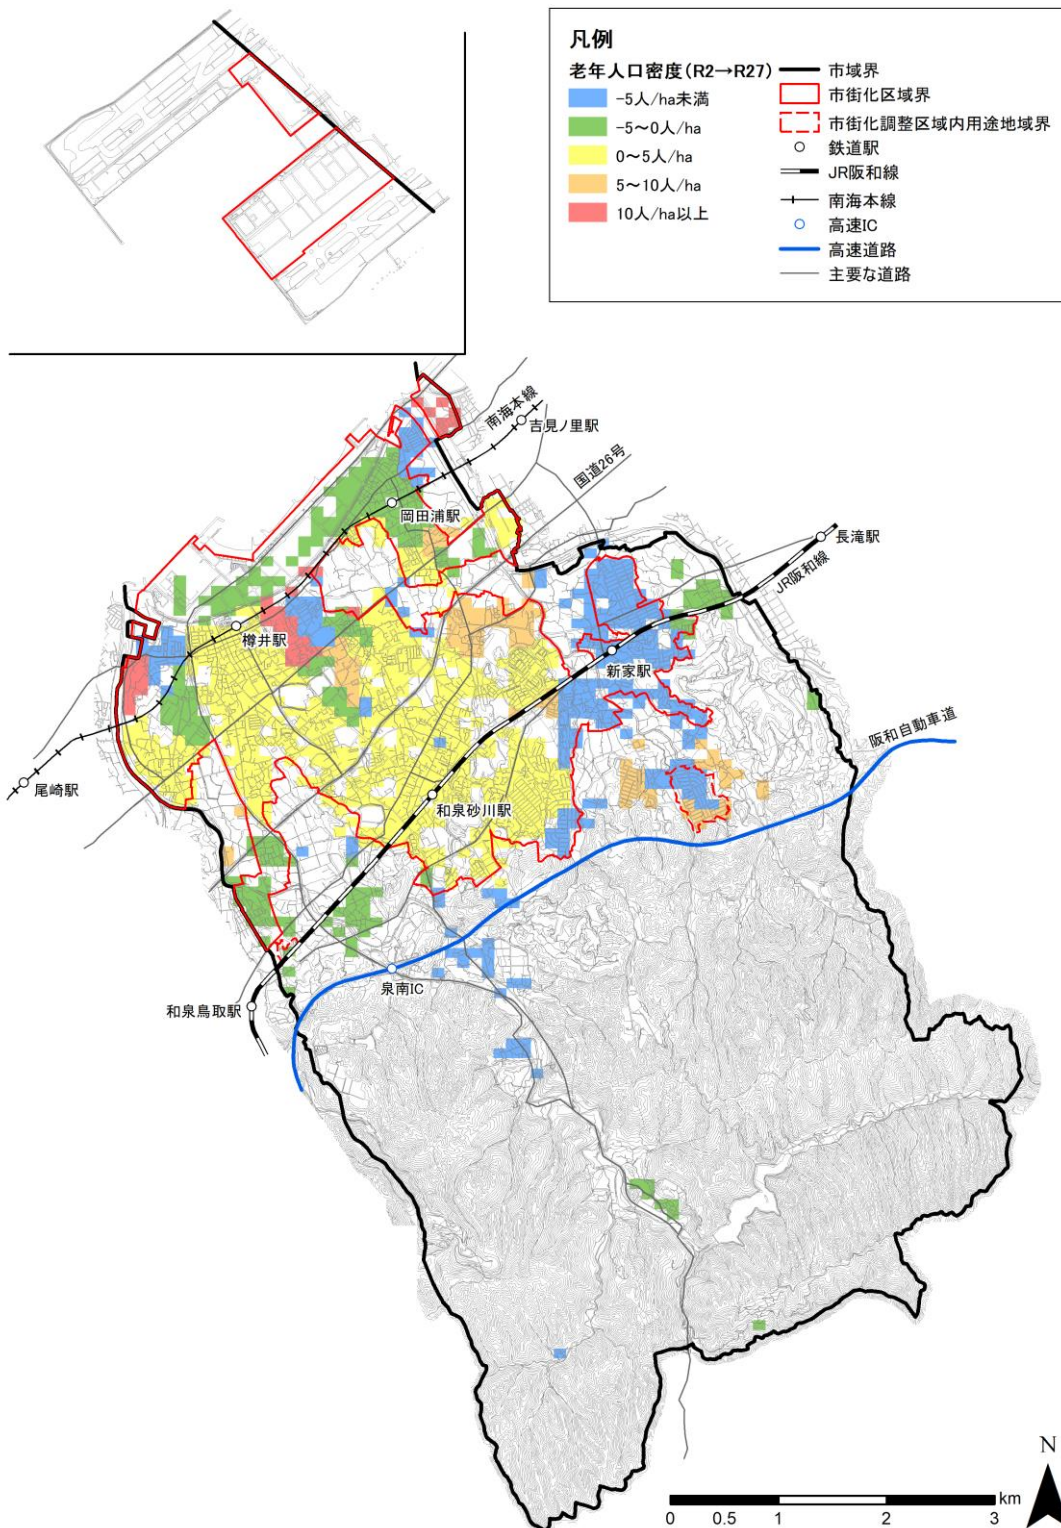 凡例
老年人口密度(R2→R27)
-5人/ha未満
-5~0人/ha
0~5人/ha
5~10人/ha
10人/ha以上
市域界
市街化区域界
市街化調整区域内用途地域界
鉄道駅
JR阪和線
南海本線
高速IC
高速道路
主要な道路
南海本線
吉見ノ里駅
国道26号
岡田浦駅
長滝駅
JR阪和線
樽井駅
新家駅
阪和自動車道
尾崎駅
和泉砂川駅
泉南IC
和泉鳥取駅
N
km
0 0.5 1 2 3